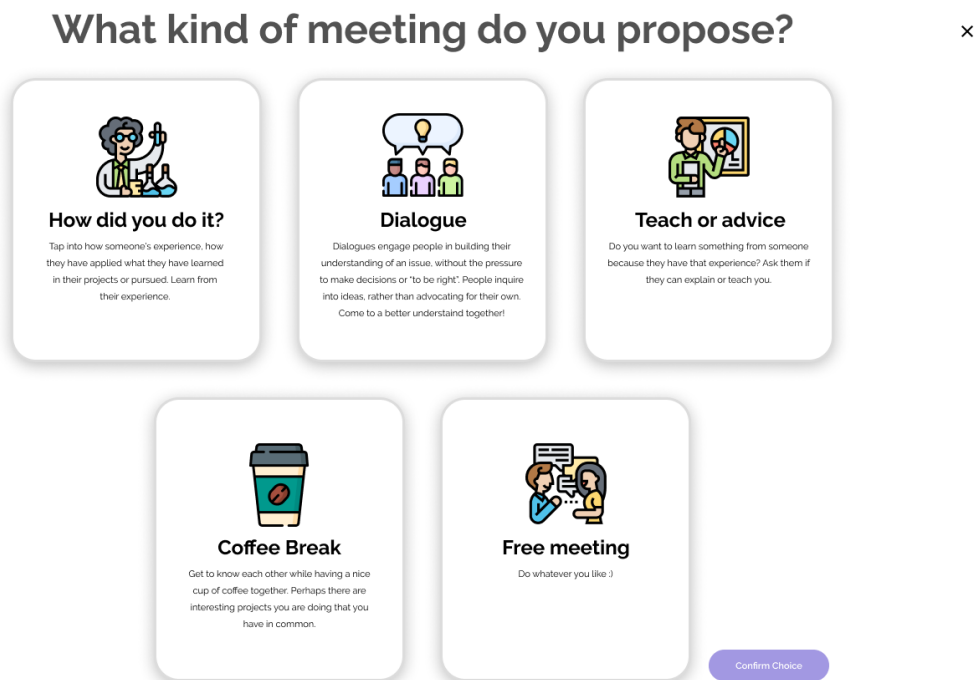 What kind of meeting do you propose?
×
How did you do it?
Tap into how someone's experience, how
they have applied what they have learned
in their projects or pursued. Learn from
their experience.
Dialogue
Dialogues engage people in building their
understanding of an issue, without the pressure
to make decisions or "to be right". People inquire
into ideas, rather than advocating for their own.
Come to a better understaind together!
Teach or advice
Do you want to learn something from someone
because they have that experience? Ask them if
they can explain or teach you.
Coffee Break
Get to know each other while having a nice
cup of coffee together. Perhaps there are
interesting projects you are doing that you
have in common.
Free meeting
Do whatever you like :)
Confirm Choice